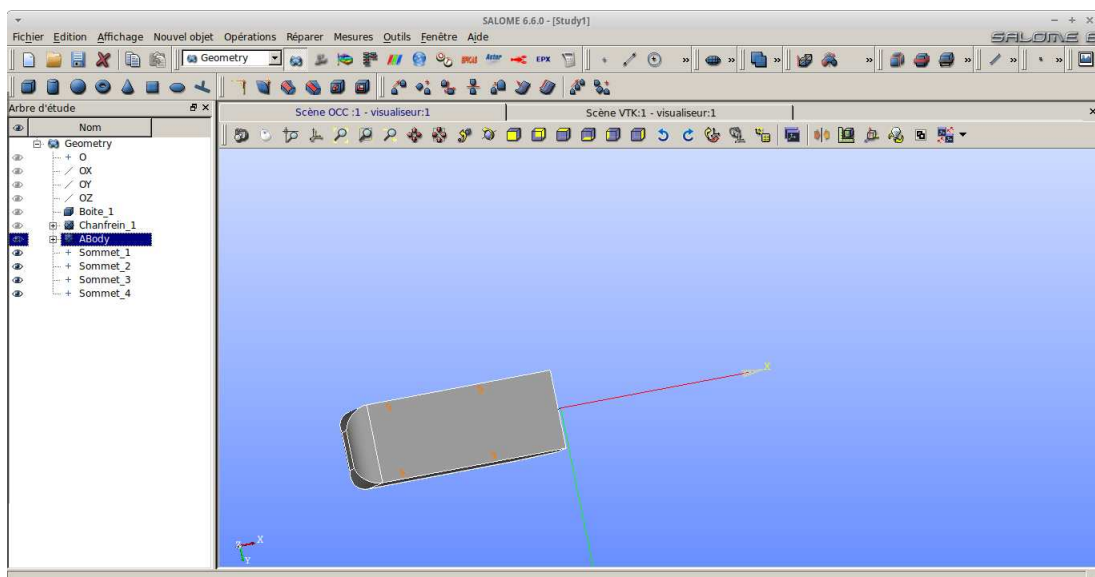 SALOME 6.6.0 - [Study1]
Fichier Edition Affichage Nouvel objet Opérations Réparer Mesures Outils Fenêtre Aide
SALOME 6
Geometry
EPX
Arbre d'étude
Scène OCC :1 - visualiseur:1
Scène VTK:1 - visualiseur:1
Nom
Geometry
O
OX
OY
OZ
Boite_1
Chanfrein_1
ABody
Sommet_1
Sommet_2
Sommet_3
Sommet_4
X
X
Y